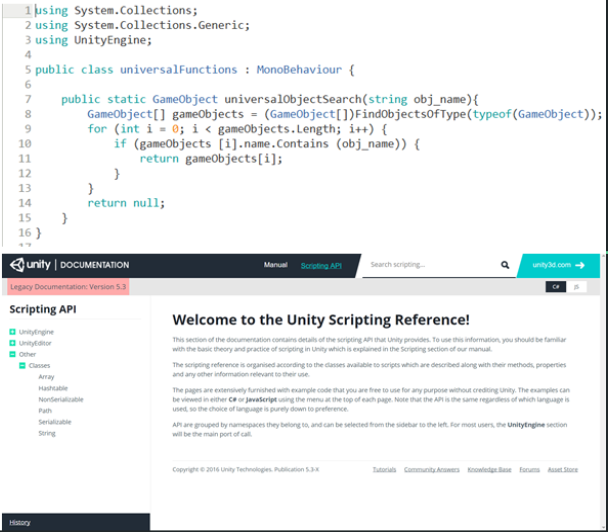 1 using System.Collections;
2 using System.Collections.Generic;
3 using UnityEngine;
4
5 public class universalFunctions : MonoBehaviour {
6
7 public static GameObject universalObjectSearch(string obj_name){
8 GameObject[] gameObjects = (GameObject[])FindObjectsOfType(typeof(GameObject));
9 for (int i = 0; i < gameObjects.Length; i++) {
10 if (gameObjects [i].name.Contains (obj_name)) {
11 return gameObjects[i];
12 }
13 }
14 return null;
15 }
16 }
17
unity | DOCUMENTATION Manual Scripting API Search scripting... unity3d.com
Legacy Documentation: Version 5.3 C# JS
Scripting API
UnityEngine
UnityEditor
Other
Classes
Array
Hashtable
NonSerializable
Path
Serializable
String
Welcome to the Unity Scripting Reference!
This section of the documentation contains details of the scripting API that Unity provides. To use this information, you should be familiar
with the basic theory and practice of scripting in Unity which is explained in the Scripting section of our manual.
The scripting reference is organised according to the classes available to scripts which are described along with their methods, properties
and any other information relevant to their use.
The pages are extensively furnished with example code that you are free to use for any purpose without crediting Unity. The examples can
be viewed in either C# or JavaScript using the menu at the top of each page. Note that the API is the same regardless of which language is
used, so the choice of language is purely down to preference.
API are grouped by namespaces they belong to, and can be selected from the sidebar to the left. For most users, the UnityEngine section
will be the main port of call.
Copyright © 2016 Unity Technologies. Publication 5.3-X Tutorials Community Answers Knowledge Base Forums Asset Store
History